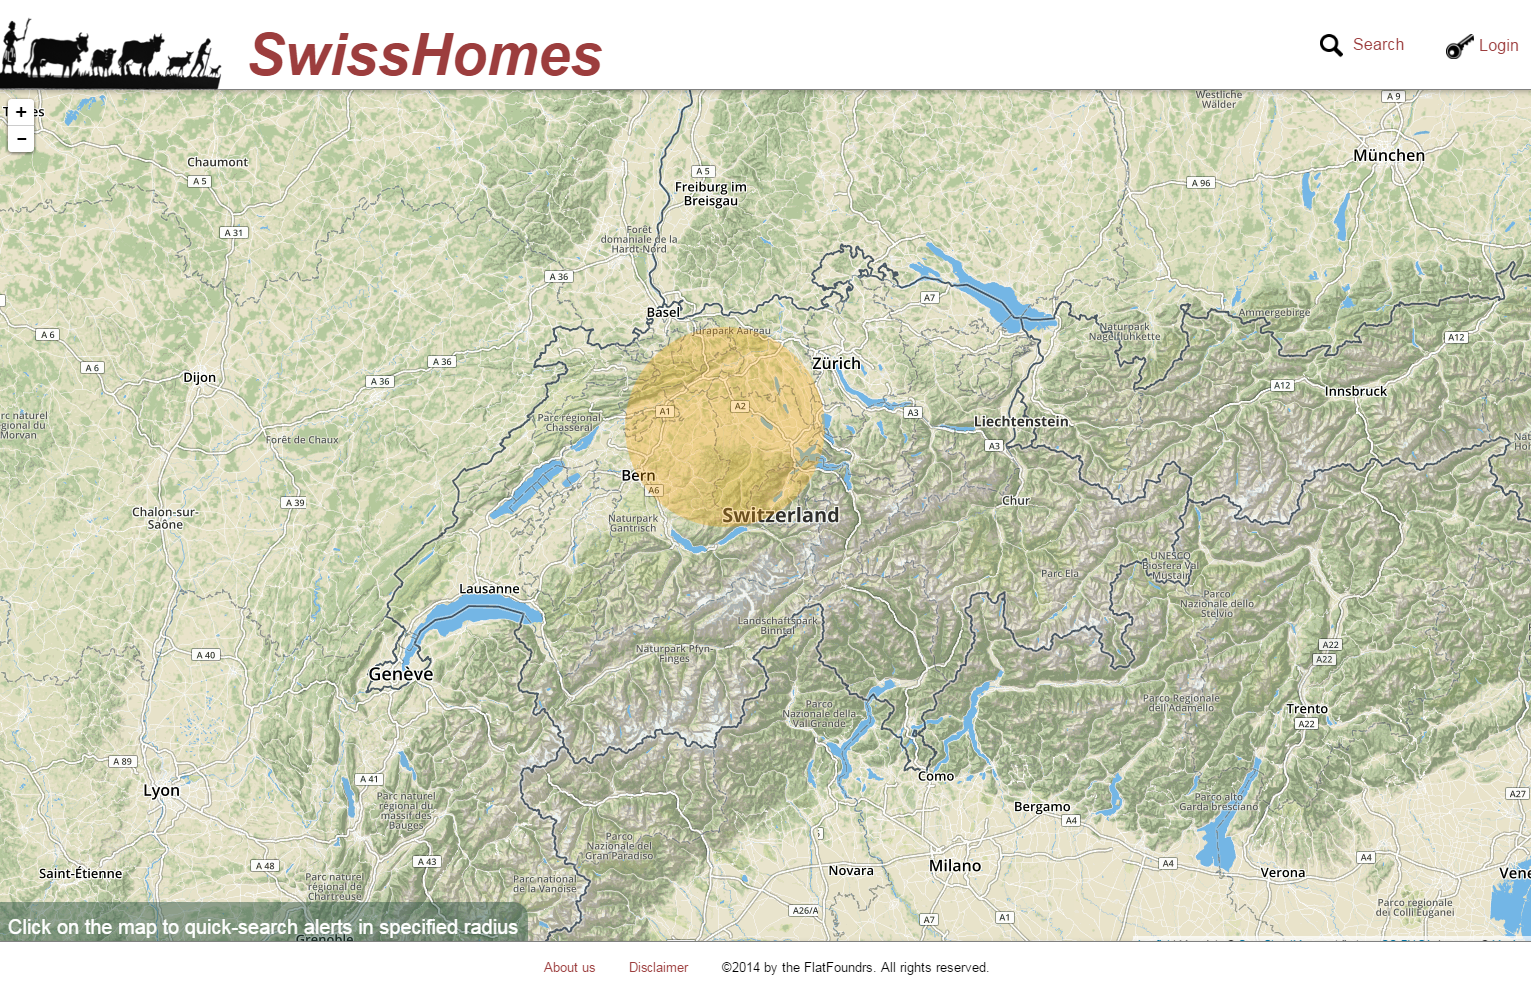 SwissHomes
Search
Login
+
-
Westliche
Wälder
A 9
München
Chaumont
A 5
A 5
Freiburg im
Breisgau
A 96
A 31
Forêt
domaniale de la
Hardt-Nord
A 36
A7
Basel
Ammergebirge
Naturpark
Nagelfluhkette
Jurapark Aargau
A 6
A 36
A12
Zürich
A 6
Dijon
A 36
A12
Innsbruck
A1
A2
A3
Parc régional
Chasseral
rc naturel
gional du
Morvan
Liechtenstein
Forêt de Chaux
A3
Bern
A6
A 39
Chur
Chalon-sur-
Saône
Naturpark
Gantrisch
Switzerland
UNESCO
Biosfera Val
Müstair
Parc Ela
Lausanne
Parco
Nazionale dello
Stelvio
Landschaftspark
Binntal
Naturpark Pfyn-
Finges
A 40
A22
A22
Genève
Parco Regionale
dell'Adamello
Parco
Nazionale della
ValGrande
Trento
A22
A 89
A 41
Como
Lyon
Parc naturel
régional du
massif des
Bauges
Bergamo
A4
Parco alto
Garda bresciano
A27
Parco
Nazionale del
Gran Paradiso
A 48
A 43
Milano
A4
A4
Saint-Étienne
Novara
Verona
Vene
Parc naturel
régional de
Chartreuse
Parc national
de la Vanoise
A26/A
A7
A1
Parco regionale
dei Colli Euganei
Click on the map to quick-search alerts in specified radius
Grenoble
About us
Disclaimer
©2014 by the FlatFoundrs. All rights reserved.